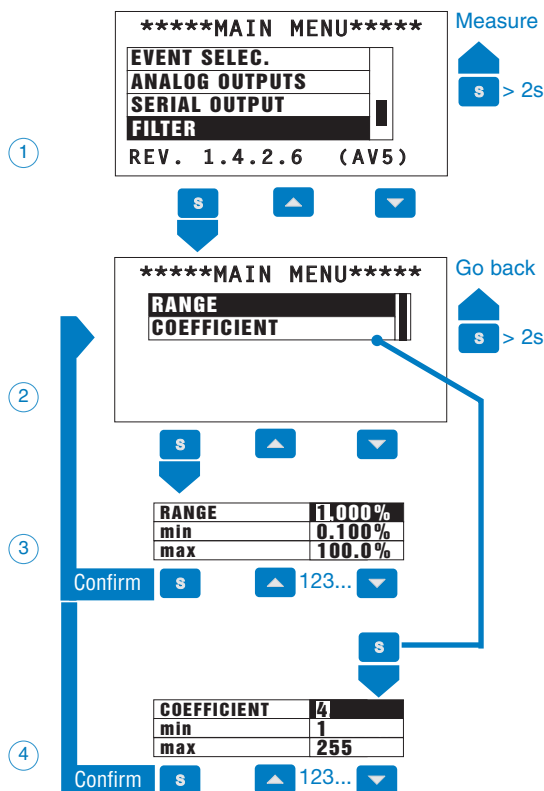 *****MAIN MENU*****
Measure
EVENT SELEC.
ANALOG OUTPUTS
SERIAL OUTPUT
FILTER
S > 2s
REV. 1.4.2.6 (AV5)
1
S
*****MAIN MENU*****
Go back
RANGE
COEFFICIENT
S > 2s
2
S
RANGE 1.000%
min 0.100%
max 100.0%
3
Confirm S 123...
S
COEFFICIENT 4
min 1
max 255
4
Confirm S 123...